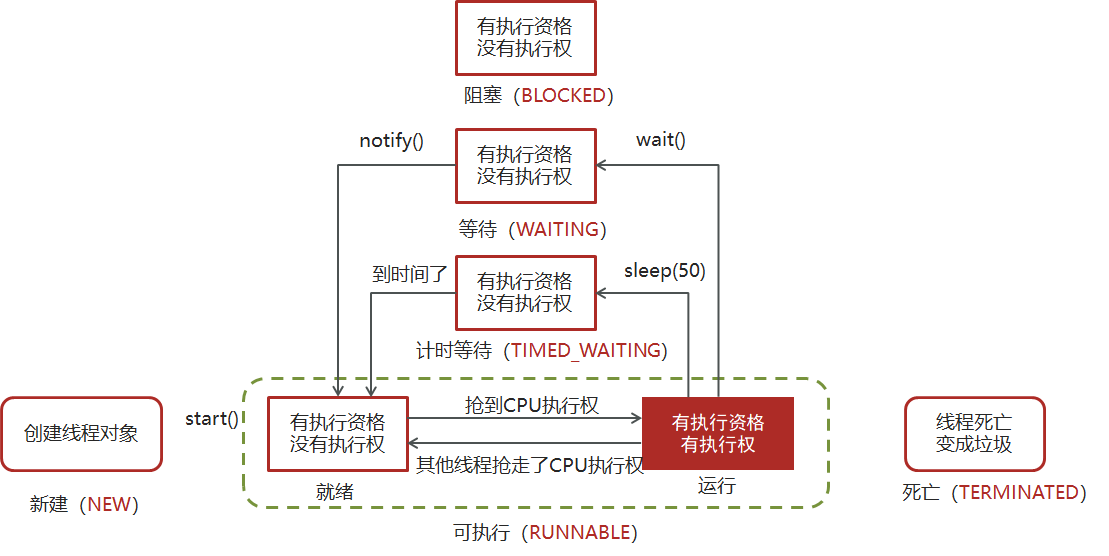 有执行资格
没有执行权
阻塞（BLOCKED）
notify()
有执行资格
没有执行权
wait()
等待（WAITING）
到时间了
有执行资格
没有执行权
sleep(50)
计时等待（TIMED_WAITING）
创建线程对象
新建（NEW）
start()
有执行资格
没有执行权
就绪
抢到CPU执行权
其他线程抢走了CPU执行权
有执行资格
有执行权
运行
可执行（RUNNABLE）
线程死亡
变成垃圾
死亡（TERMINATED）